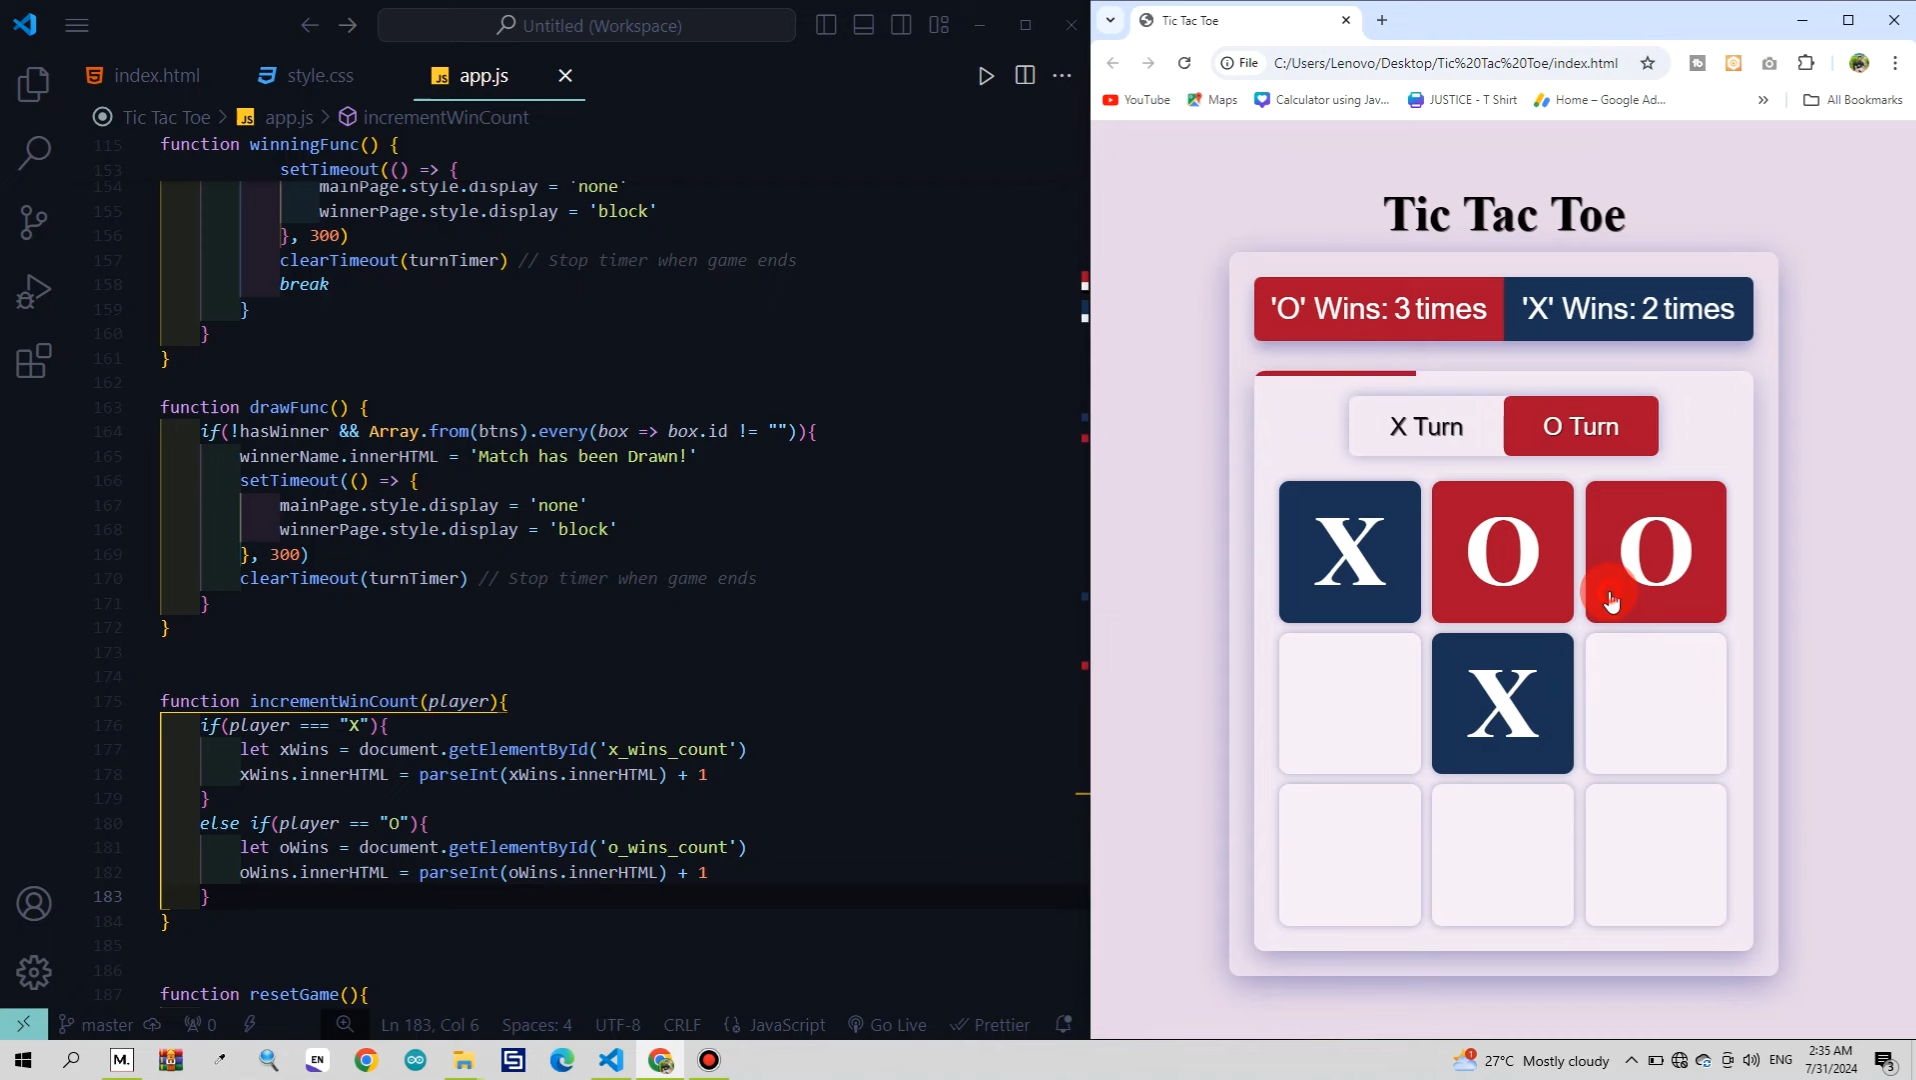 Untitled (Workspace)
index.html
style.css
JS app.js
Tic Tac Toe > JS app.js > incrementWinCount
115 function winningFunc() {
153 setTimeout(() => {
154 mainPage.style.display = 'none'
155 winnerPage.style.display = 'block'
156 }, 300)
157 clearTimeout(turnTimer) // Stop timer when game ends
158 break
159 }
160 }
161 }
162
163 function drawFunc() {
164 if(!hasWinner && Array.from(btns).every(box => box.id != "")){
165 winnerName.innerHTML = 'Match has been Drawn!'
166 setTimeout(() => {
167 mainPage.style.display = 'none'
168 winnerPage.style.display = 'block'
169 }, 300)
170 clearTimeout(turnTimer) // Stop timer when game ends
171 }
172 }
173
174
175 function incrementWinCount(player){
176 if(player === "X"){
177 let xWins = document.getElementById('x_wins_count')
178 xWins.innerHTML = parseInt(xWins.innerHTML) + 1
179 }
180 else if(player == "O"){
181 let oWins = document.getElementById('o_wins_count')
182 oWins.innerHTML = parseInt(oWins.innerHTML) + 1
183 }
184 }
185
186
187 function resetGame(){
master 0 Ln 183, Col 6 Spaces: 4 UTF-8 CRLF {} JavaScript Go Live Prettier
Tic Tac Toe
File C:/Users/Lenovo/Desktop/Tic%20Tac%20Toe/index.html
YouTube Maps Calculator using Jav... JUSTICE - T Shirt Home – Google Ad... » All Bookmarks
Tic Tac Toe
'O' Wins: 3 times 'X' Wins: 2 times
X Turn O Turn
X O O
X
M. EN
27°C Mostly cloudy ENG 2:35 AM
7/31/2024 3